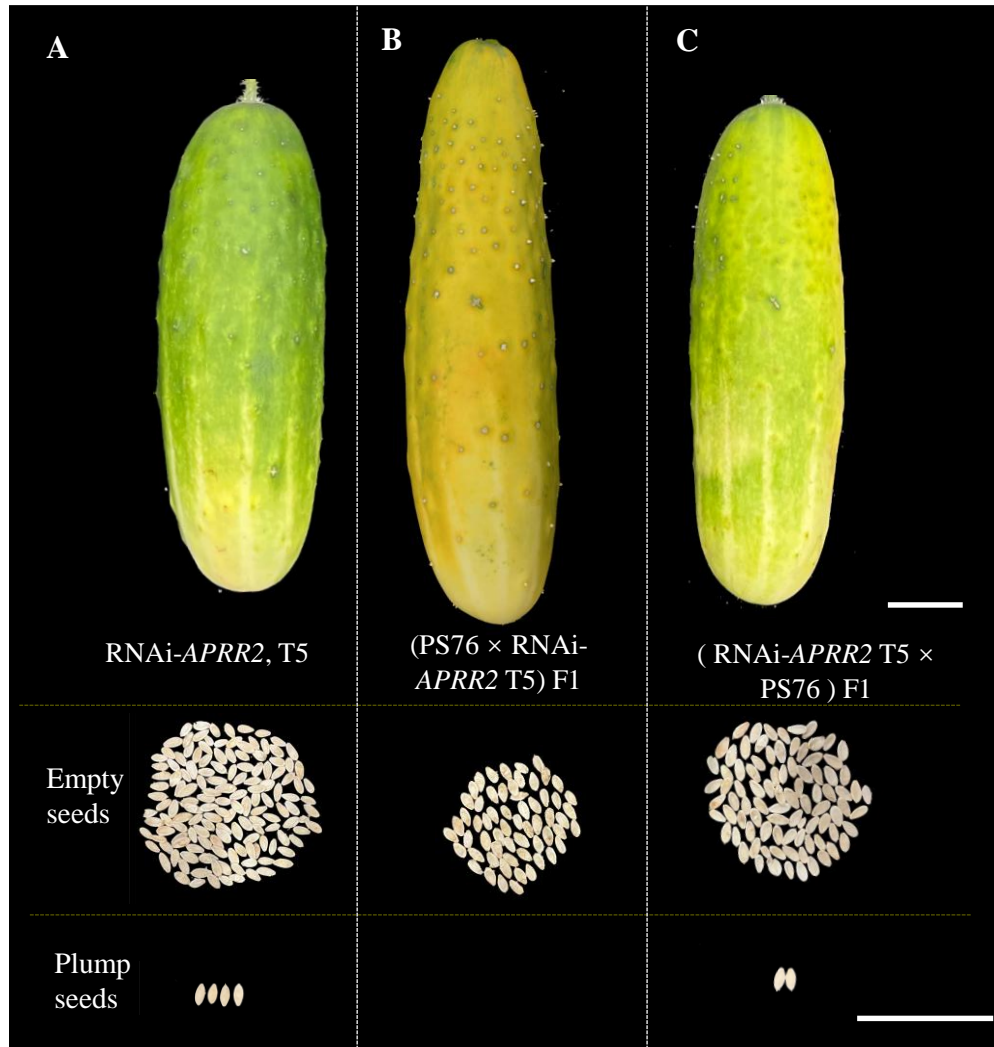 A
B
C
RNAi-APRR2, T5
(PS76 × RNAi-
APRR2 T5) F1
( RNAi-APRR2 T5 ×
PS76 ) F1
Empty
seeds
Plump
seeds